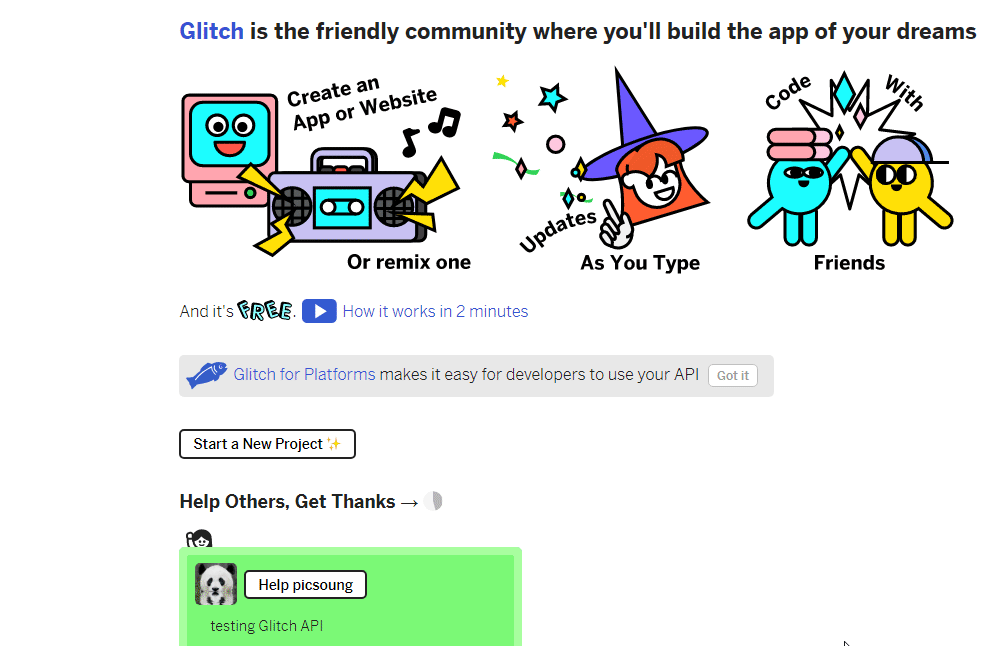 Glitch is the friendly community where you'll build the app of your dreams
Create an
App or Website
Or remix one
Updates
As You Type
Code With
Friends
And it's FREE. How it works in 2 minutes
Glitch for Platforms makes it easy for developers to use your API Got it
Start a New Project ✨
Help Others, Get Thanks →
Help picsoung
testing Glitch API